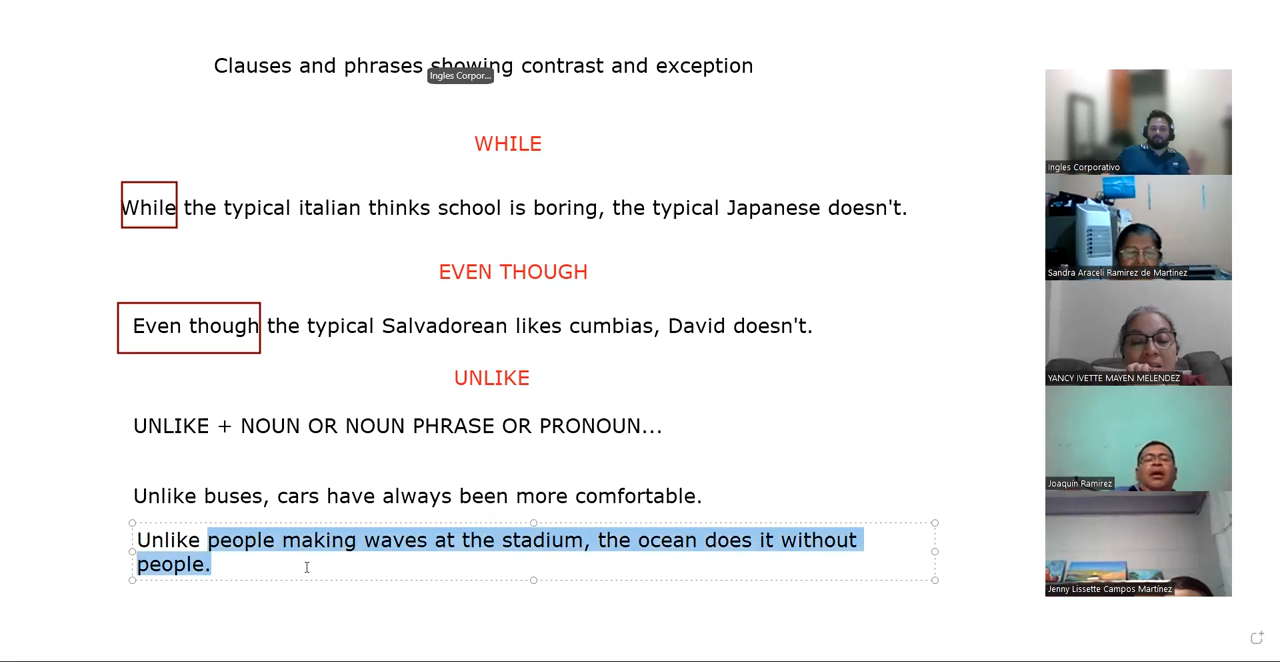 Clauses and phrases showing contrast and exception
Ingles Corpor...
WHILE
While the typical italian thinks school is boring, the typical Japanese doesn't.
EVEN THOUGH
Even though the typical Salvadorean likes cumbias, David doesn't.
UNLIKE
UNLIKE + NOUN OR NOUN PHRASE OR PRONOUN...
Unlike buses, cars have always been more comfortable.
Unlike people making waves at the stadium, the ocean does it without
people.
Ingles Corporativo
Sandra Araceli Ramirez de Martinez
YANCY IVETTE MAYEN MELENDEZ
Joaquín Ramirez
Jenny Lissette Campos Martínez